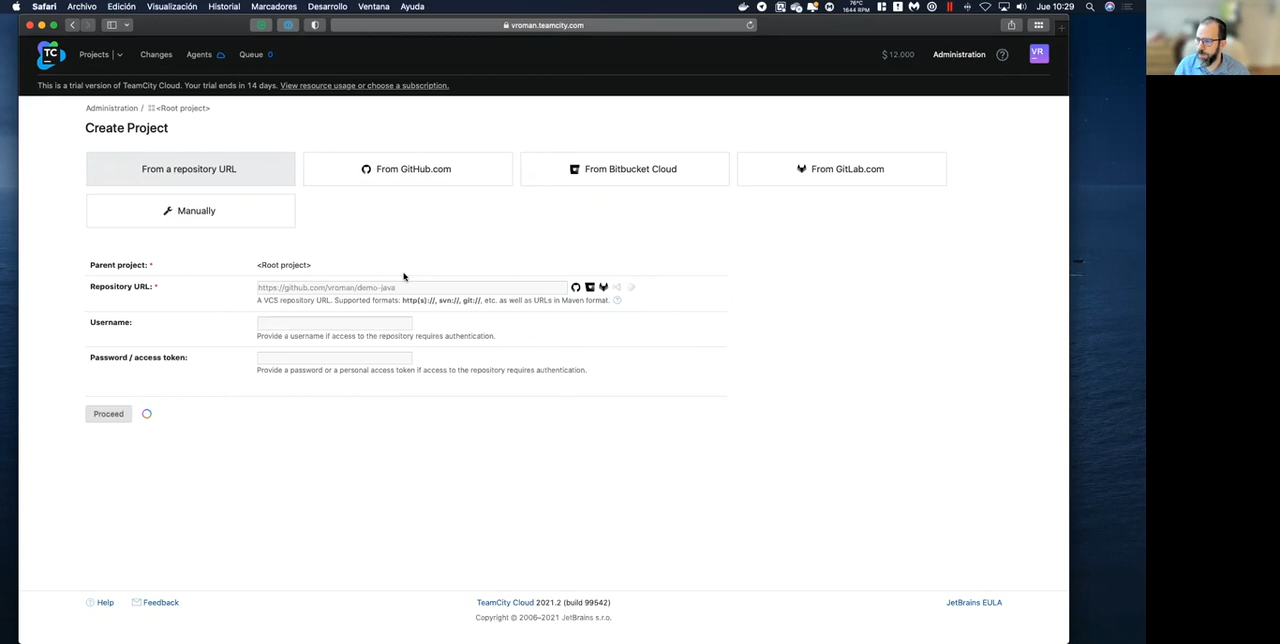 Safari Archivo Edición Visualización Historial Marcadores Desarrollo Ventana Ayuda 76°C 1644 RPM Jue 10:29
vroman.teamcity.com
TC Projects Changes Agents Queue 0 $ 12.000 Administration VR
This is a trial version of TeamCity Cloud. Your trial ends in 14 days. View resource usage or choose a subscription.
Administration / <Root project>
Create Project
From a repository URL From GitHub.com From Bitbucket Cloud From GitLab.com
Manually
Parent project: * <Root project>
Repository URL: * https://github.com/vroman/demo-java
A VCS repository URL. Supported formats: http(s)://, svn://, git://, etc. as well as URLs in Maven format.
Username:
Provide a username if access to the repository requires authentication.
Password / access token:
Provide a password or a personal access token if access to the repository requires authentication.
Proceed
Help Feedback TeamCity Cloud 2021.2 (build 99542) JetBrains EULA
Copyright © 2006–2021 JetBrains s.r.o.